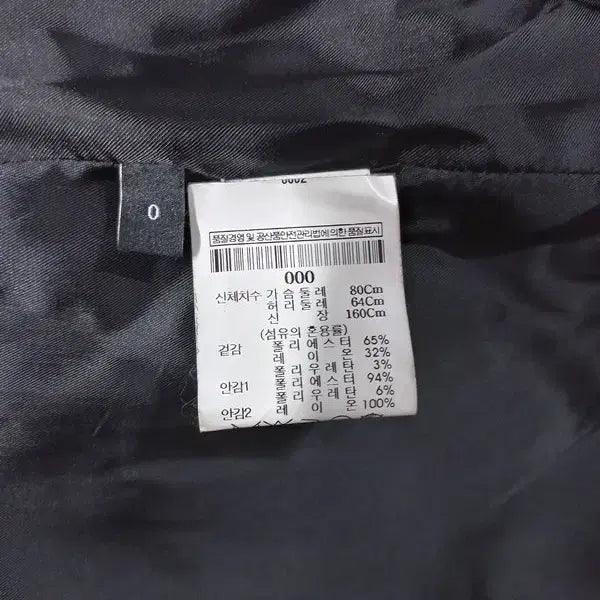 0
품질경영 및 공산품안전관리법에 의한 품질표시
000
신체치수 가슴둘레 80Cm
허리둘레 64Cm
신 장 160Cm
(섬유의 혼용률)
겉감 폴리에스터 65%
레이온 32%
폴리우레탄 3%
안감1 폴리에스터 94%
폴리우레탄 6%
안감2 레이온 100%